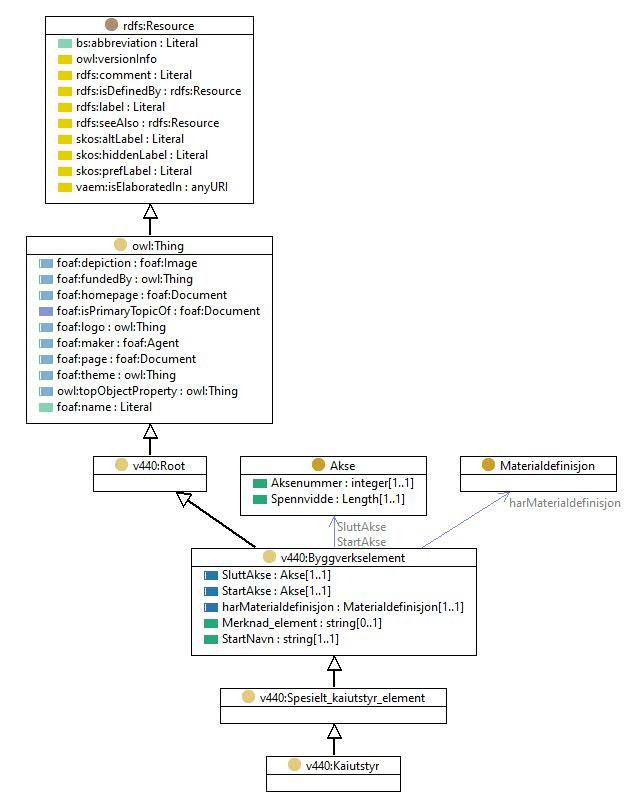 rdfs:Resource
bs:abbreviation : Literal
owl:versionInfo
rdfs:comment : Literal
rdfs:isDefinedBy : rdfs:Resource
rdfs:label : Literal
rdfs:seeAlso : rdfs:Resource
skos:altLabel : Literal
skos:hiddenLabel : Literal
skos:prefLabel : Literal
vaem:isElaboratedIn : anyURI
owl:Thing
foaf:depiction : foaf:Image
foaf:fundedBy : owl:Thing
foaf:homepage : foaf:Document
foaf:isPrimaryTopicOf : foaf:Document
foaf:logo : owl:Thing
foaf:maker : foaf:Agent
foaf:page : foaf:Document
foaf:theme : owl:Thing
owl:topObjectProperty : owl:Thing
foaf:name : Literal
v440:Root
Akse
Aksenummer : integer[1..1]
Spennvidde : Length[1..1]
Materialdefinisjon
harMaterialdefinisjon
SluttAkse
StartAkse
v440:Byggverkselement
SluttAkse : Akse[1..1]
StartAkse : Akse[1..1]
harMaterialdefinisjon : Materialdefinisjon[1..1]
Merknad_element : string[0..1]
StartNavn : string[1..1]
v440:Spesielt_kaiutstyr_element
v440:Kaiutstyr